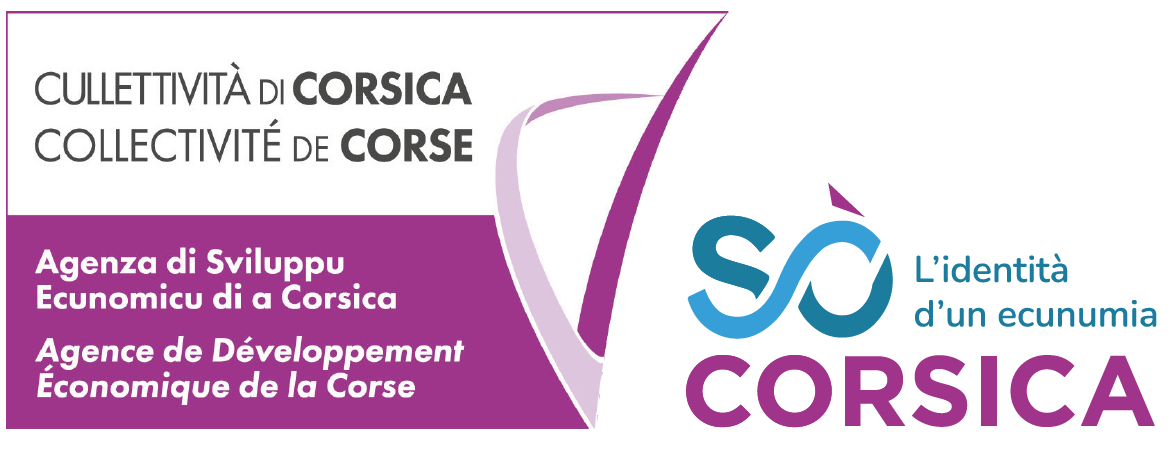 CULLETTIVITÀ DI CORSICA
COLLECTIVITÉ DE CORSE
Agenza di Sviluppu
Ecunomicu di a Corsica
Agence de Développement
Économique de la Corse
SÒ
L'identità
d'un ecunumia
CORSICA